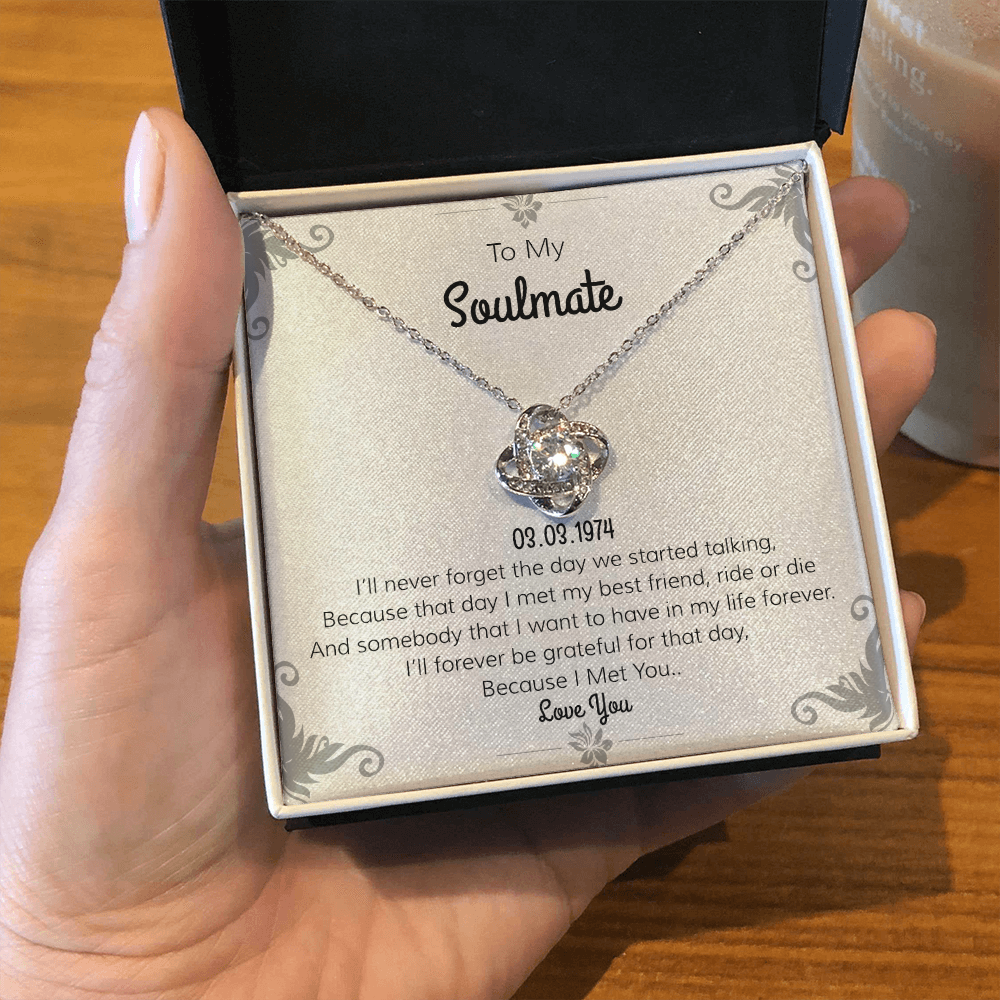 To My
Soulmate
03.03.1974
I'll never forget the day we started talking,
Because that day I met my best friend, ride or die
And somebody that I want to have in my life forever.
I'll forever be grateful for that day,
Because I Met You..
Love You